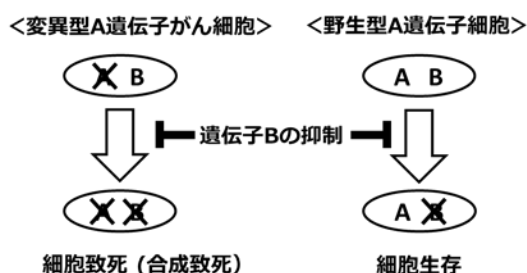 <変異型A遺伝子がん細胞> <野生型A遺伝子細胞>
A B A B
遺伝子Bの抑制
A B A B
細胞致死 (合成致死) 細胞生存